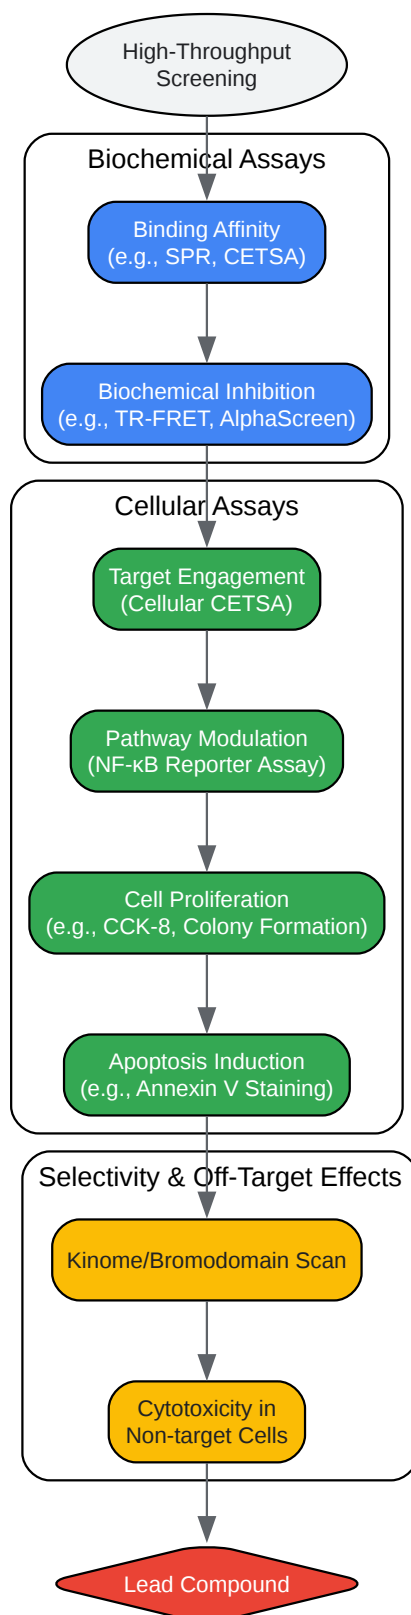 High-Throughput
Screening
Biochemical Assays
Binding Affinity
(e.g., SPR, CETSA)
Biochemical Inhibition
(e.g., TR-FRET, AlphaScreen)
Cellular Assays
Target Engagement
(Cellular CETSA)
Pathway Modulation
(NF-κB Reporter Assay)
Cell Proliferation
(e.g., CCK-8, Colony Formation)
Apoptosis Induction
(e.g., Annexin V Staining)
Selectivity & Off-Target Effects
Kinome/Bromodomain Scan
Cytotoxicity in
Non-target Cells
Lead Compound